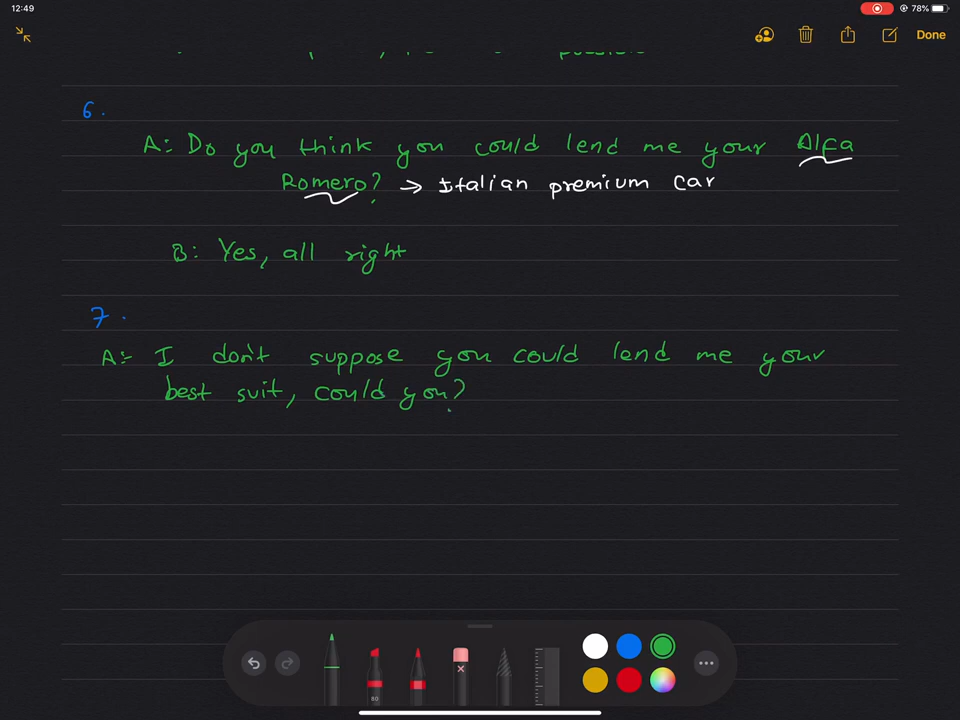 12:49
78%
Done
6.
A: Do you think you could lend me your Alfa
Romero? → Italian premium car
B: Yes, all right
7.
A:- I don't suppose you could lend me your
best suit, could you?
80